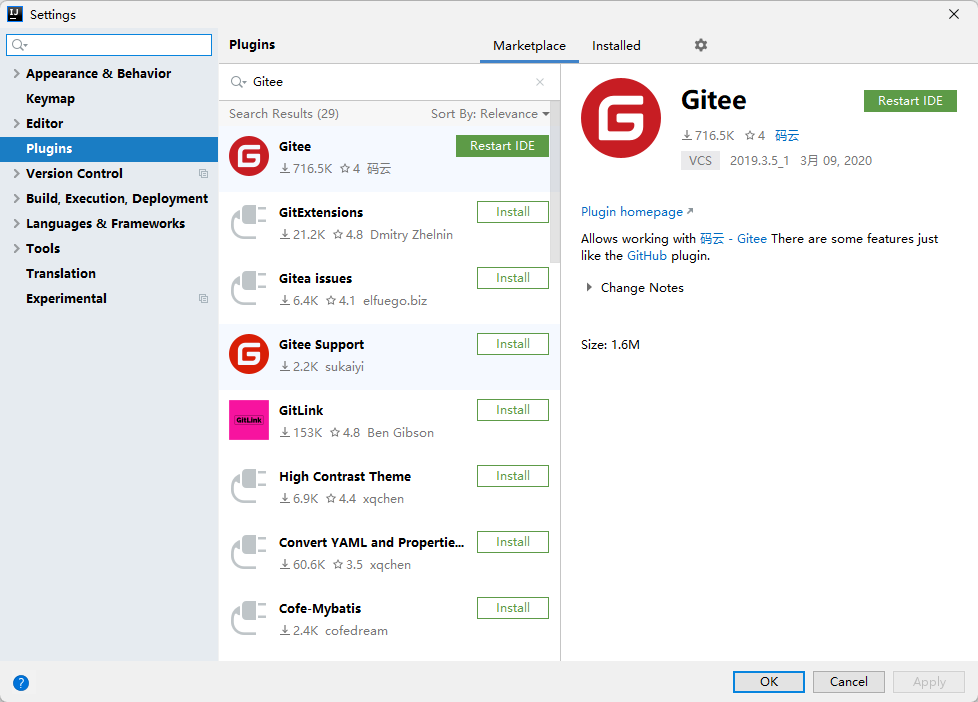 Settings
Plugins
Marketplace
Installed
Appearance & Behavior
Keymap
Editor
Plugins
Version Control
Build, Execution, Deployment
Languages & Frameworks
Tools
Translation
Experimental
Gitee
Search Results (29)
Sort By: Relevance
Gitee
Restart IDE
716.5K 4 码云
GitExtensions
Install
21.2K 4.8 Dmitry Zhelnin
Gitea issues
Install
6.4K 4.1 elfuego.biz
Gitee Support
Install
2.2K sukaiyi
GitLink
GitLink
Install
153K 4.8 Ben Gibson
High Contrast Theme
Install
6.9K 4.4 xqchen
Convert YAML and Propertie...
Install
60.6K 3.5 xqchen
Cofe-Mybatis
Install
2.4K cofedream
Gitee
Restart IDE
716.5K 4 码云
VCS 2019.3.5_1 3月 09, 2020
Plugin homepage
Allows working with 码云 - Gitee There are some features just
like the GitHub plugin.
Change Notes
Size: 1.6M
?
OK
Cancel
Apply